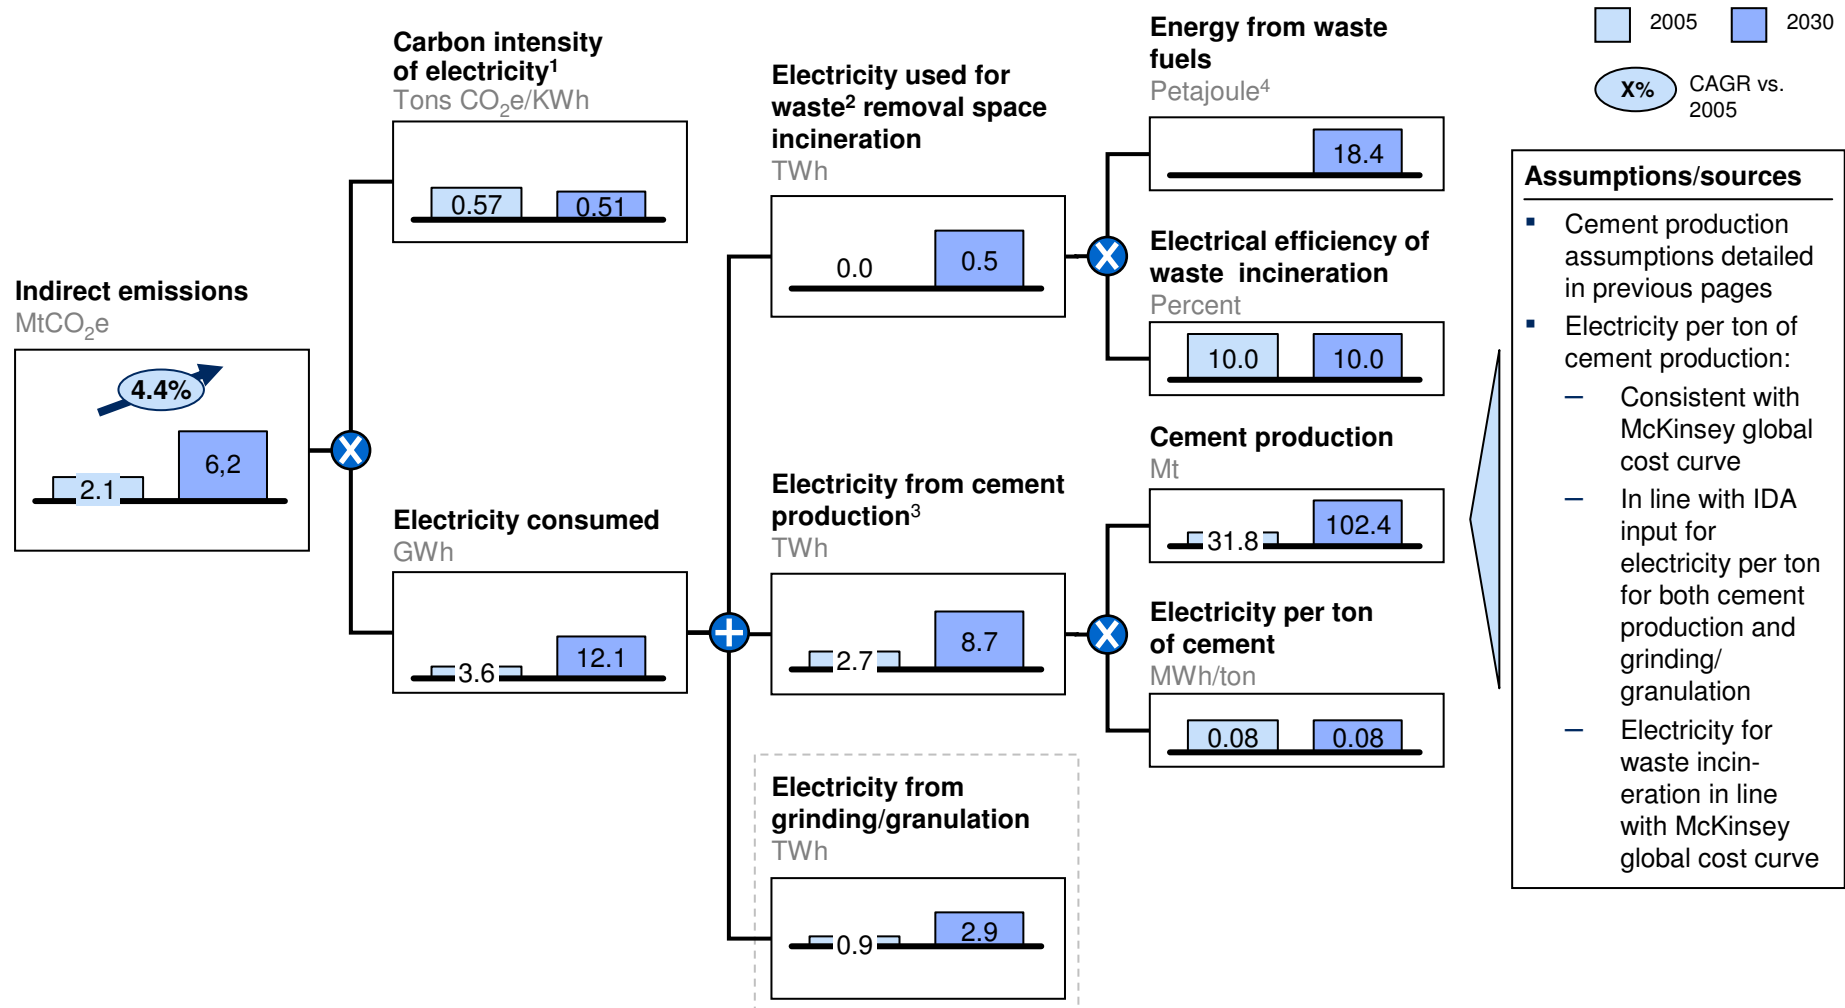 2005
2030
X%
CAGR vs.
2005
Indirect emissions
MtCO2e
4.4%
2.1
6,2
Carbon intensity
of electricity1
Tons CO2e/KWh
0.57
0.51
Electricity consumed
GWh
3.6
12.1
Electricity used for
waste2 removal space
incineration
TWh
0.0
0.5
Electricity from cement
production3
TWh
2.7
8.7
Electricity from
grinding/granulation
TWh
0.9
2.9
Energy from waste
fuels
Petajoule4
18.4
Electrical efficiency of
waste  incineration
Percent
10.0
10.0
Cement production
Mt
31.8
102.4
Electricity per ton
of cement
MWh/ton
0.08
0.08
Assumptions/sources
▪ Cement production
assumptions detailed
in previous pages
▪ Electricity per ton of
cement production:
– Consistent with
McKinsey global
cost curve
– In line with IDA
input for
electricity per ton
for both cement
production and
grinding/
granulation
– Electricity for
waste incin-
eration in line
with McKinsey
global cost curve